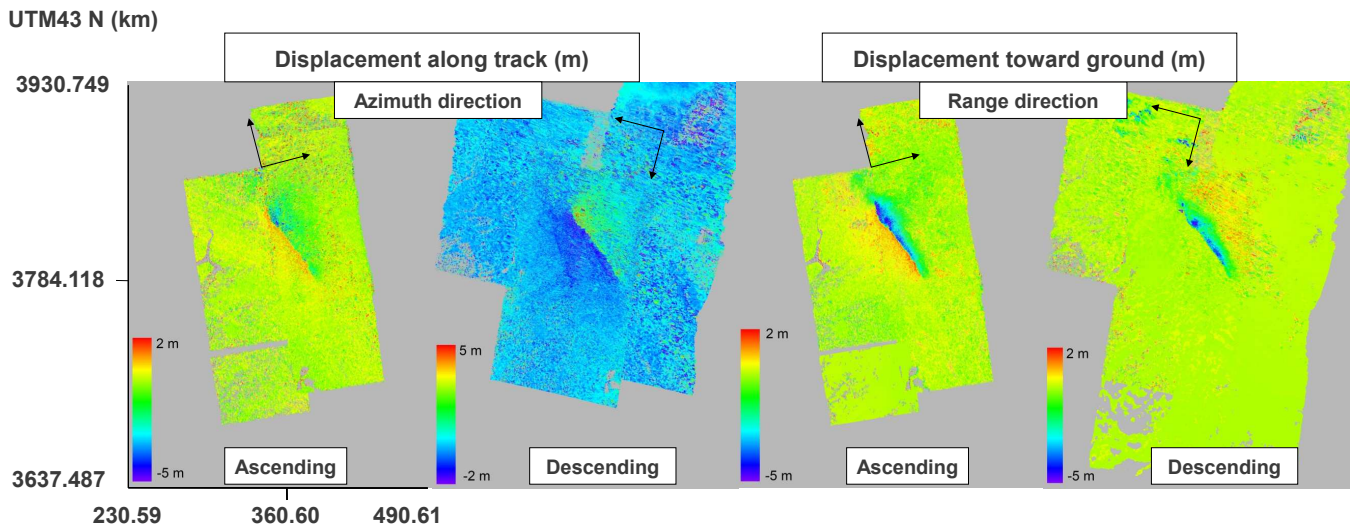 UTM43 N (km)
Displacement along track (m)
Displacement toward ground (m)
3930.749
Azimuth direction
Range direction
3784.118
2 m
5 m
2 m
2 m
-5 m
-2 m
-5 m
-5 m
Ascending
Descending
Ascending
Descending
3637.487
230.59
360.60
490.61